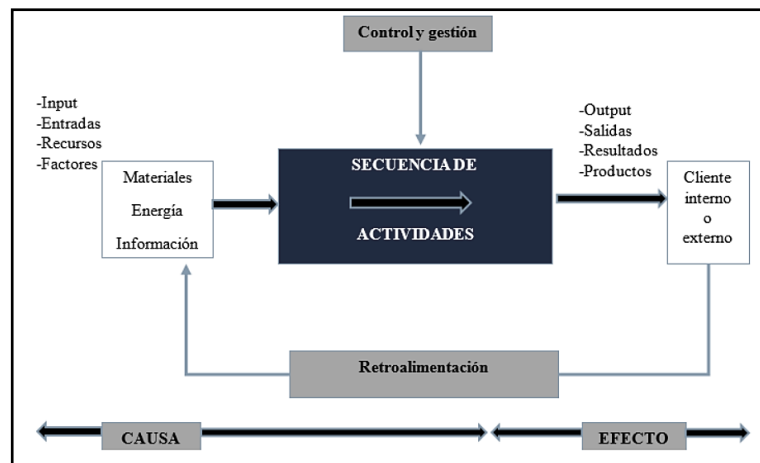 Control y gestión
-Input
-Entradas
-Recursos
-Factores
Materiales
Energía
Información
SECUENCIA DE
ACTIVIDADES
-Output
-Salidas
-Resultados
-Productos
Cliente
interno
o
externo
Retroalimentación
CAUSA
EFECTO